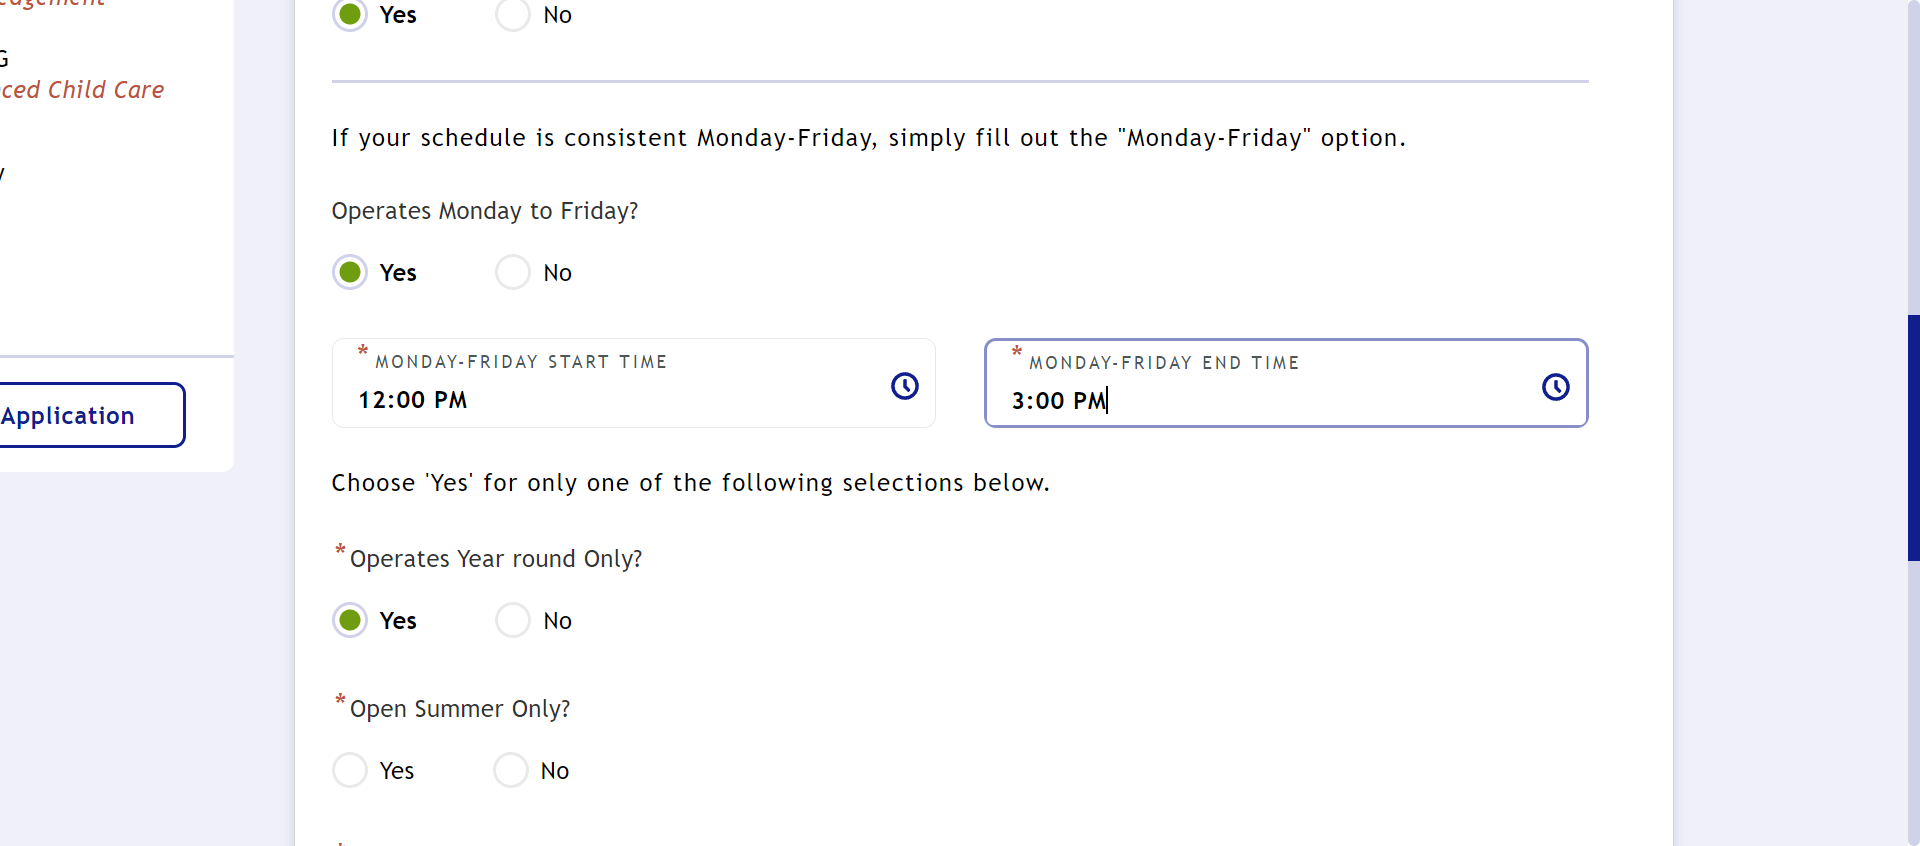 G
ced Child Care
Application
Yes No
If your schedule is consistent Monday-Friday, simply fill out the "Monday-Friday" option.
Operates Monday to Friday?
Yes No
* MONDAY-FRIDAY START TIME
12:00 PM
* MONDAY-FRIDAY END TIME
3:00 PM
Choose 'Yes' for only one of the following selections below.
* Operates Year round Only?
Yes No
* Open Summer Only?
Yes No